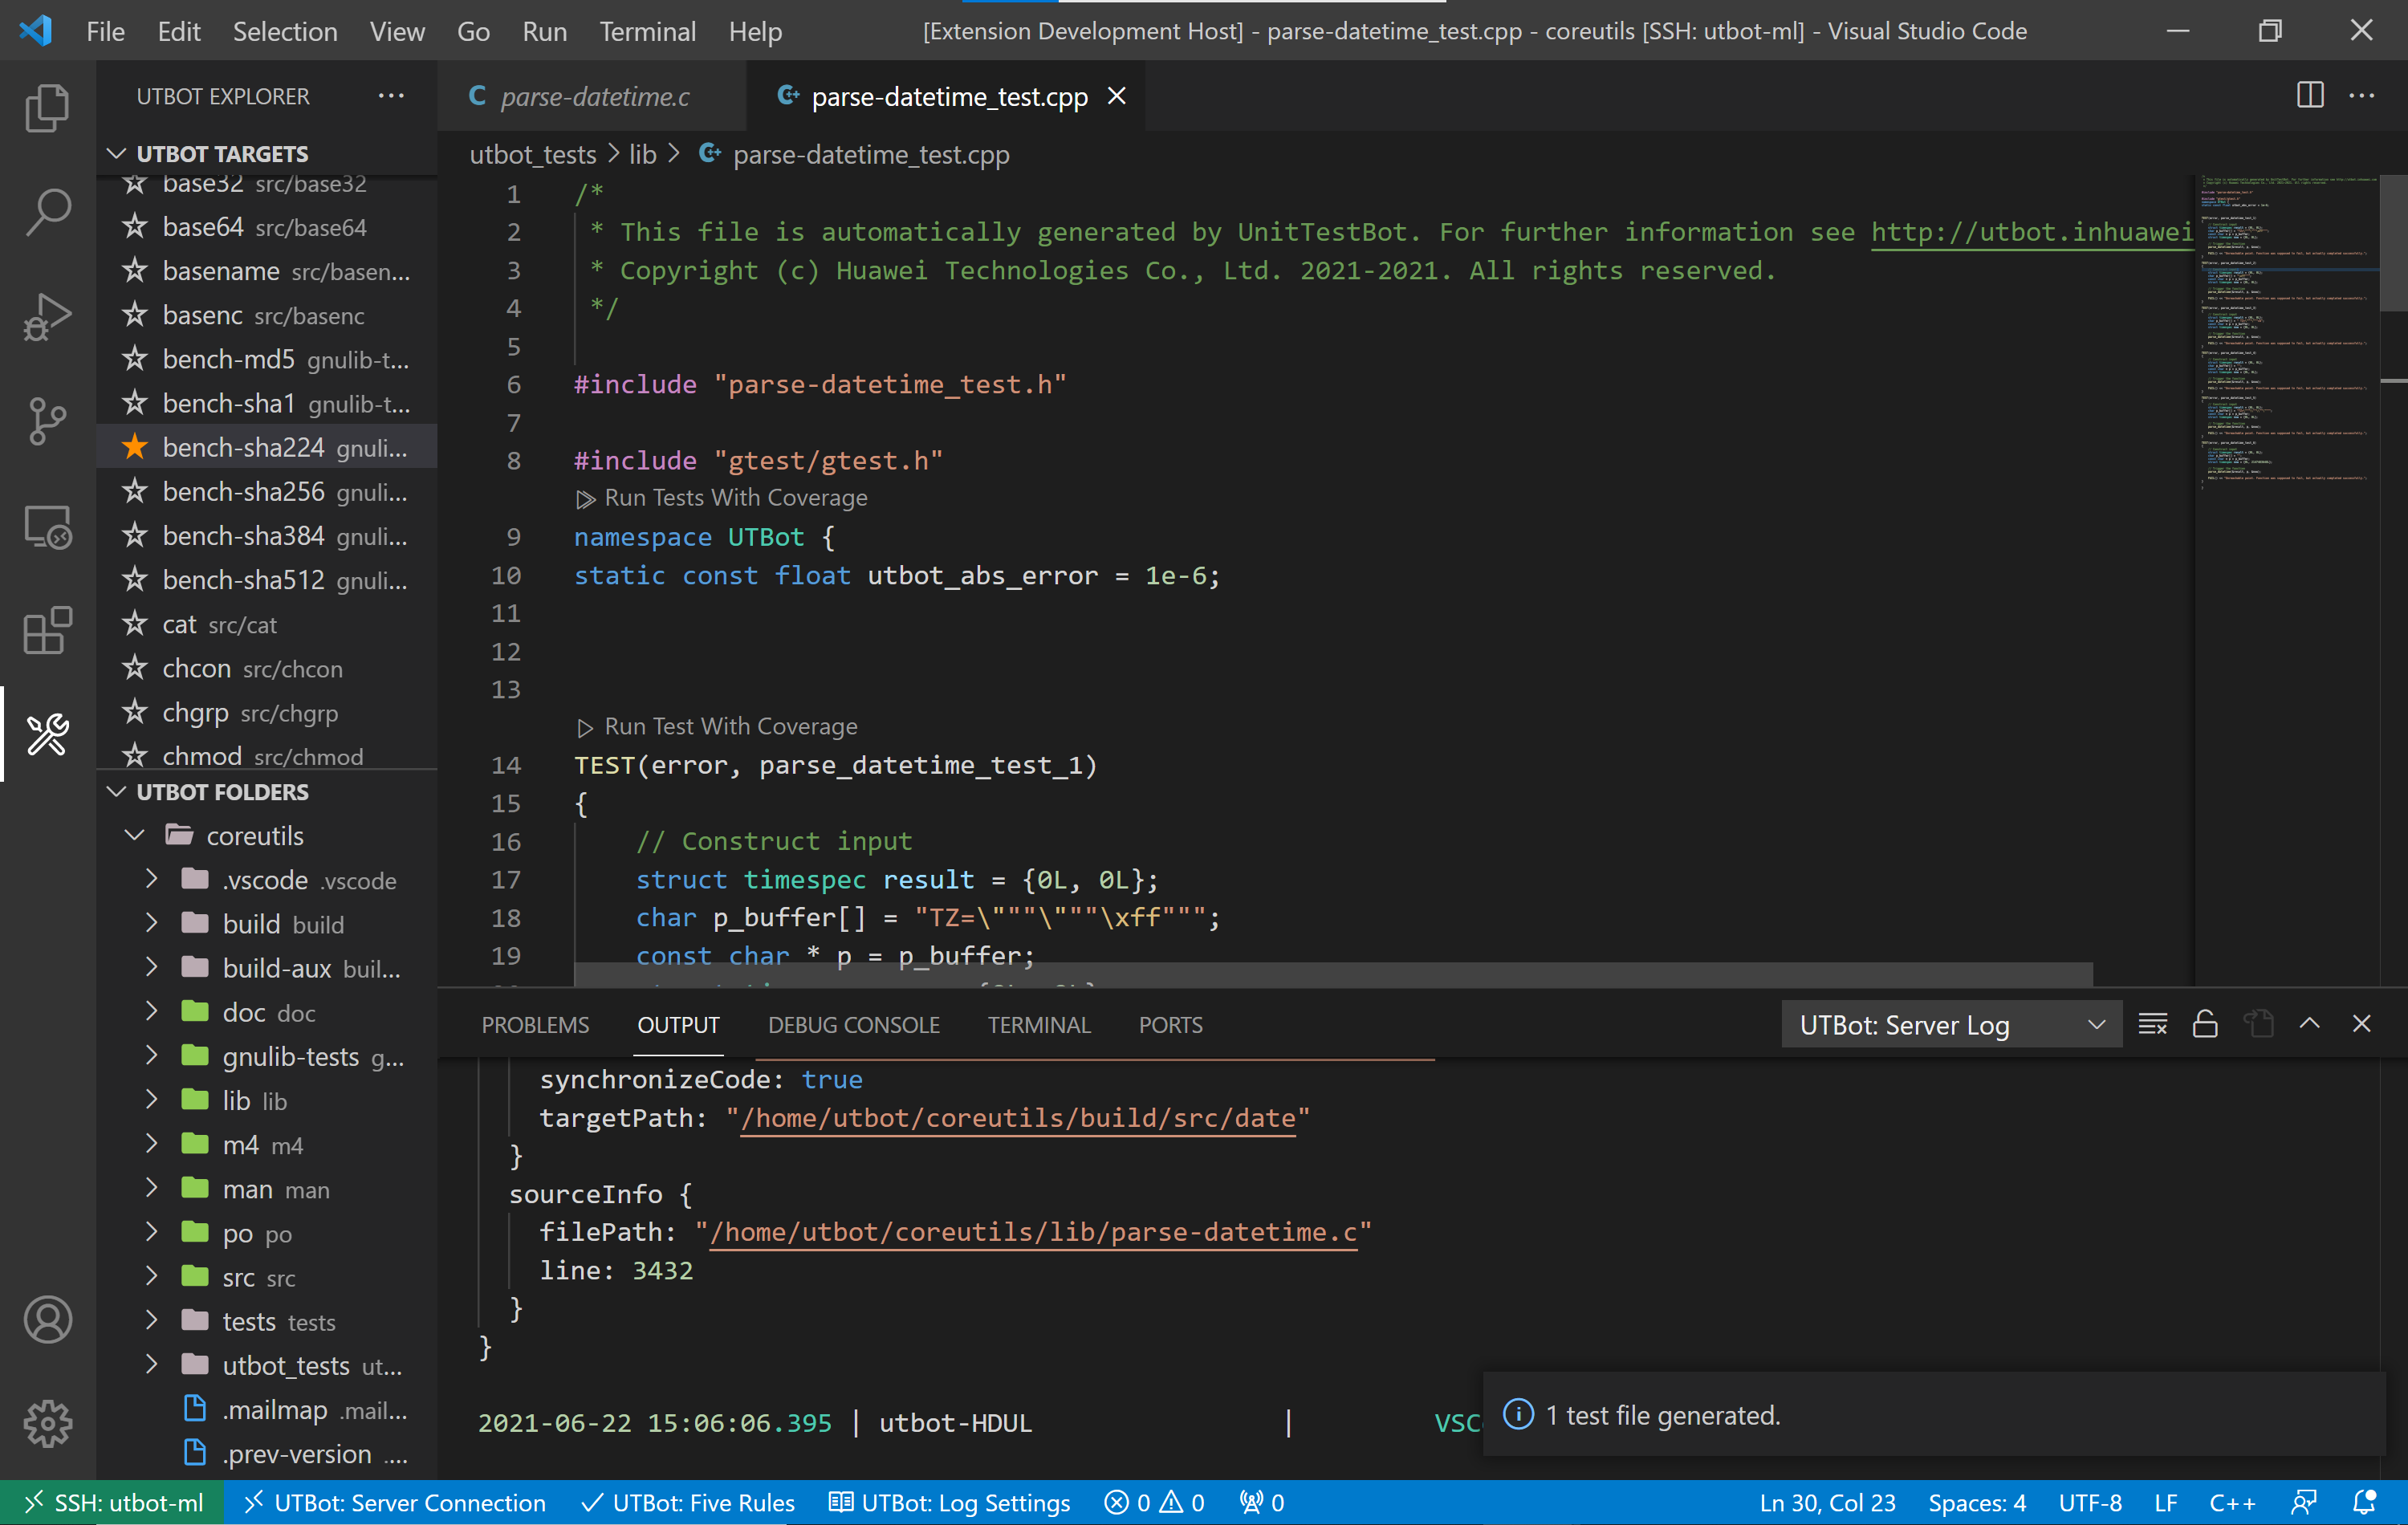 File Edit Selection View Go Run Terminal Help
[Extension Development Host] - parse-datetime_test.cpp - coreutils [SSH: utbot-ml] - Visual Studio Code
UTBOT EXPLORER
UTBOT TARGETS
base32 src/base32
base64 src/base64
basename src/basen...
basenc src/basenc
bench-md5 gnulib-t...
bench-sha1 gnulib-t...
bench-sha224 gnuli...
bench-sha256 gnuli...
bench-sha384 gnuli...
bench-sha512 gnuli...
cat src/cat
chcon src/chcon
chgrp src/chgrp
chmod src/chmod
UTBOT FOLDERS
coreutils
.vscode .vscode
build build
build-aux buil...
doc doc
gnulib-tests g...
lib lib
m4 m4
man man
po po
src src
tests tests
utbot_tests ut...
.mailmap .mail...
.prev-version ....
parse-datetime.c
parse-datetime_test.cpp
utbot_tests > lib > parse-datetime_test.cpp
1 /*
2 * This file is automatically generated by UnitTestBot. For further information see http://utbot.inhuawei
3 * Copyright (c) Huawei Technologies Co., Ltd. 2021-2021. All rights reserved.
4 */
5
6 #include "parse-datetime_test.h"
7
8 #include "gtest/gtest.h"
Run Tests With Coverage
9 namespace UTBot {
10 static const float utbot_abs_error = 1e-6;
11
12
13
Run Test With Coverage
14 TEST(error, parse_datetime_test_1)
15 {
16 // Construct input
17 struct timespec result = {0L, 0L};
18 char p_buffer[] = "TZ=\"""\"""\xff""";
19 const char * p = p_buffer;
PROBLEMS OUTPUT DEBUG CONSOLE TERMINAL PORTS
UTBot: Server Log
synchronizeCode: true
targetPath: "/home/utbot/coreutils/build/src/date"
}
sourceInfo {
filePath: "/home/utbot/coreutils/lib/parse-datetime.c"
line: 3432
}
}
2021-06-22 15:06:06.395 | utbot-HDUL | VSC
1 test file generated.
SSH: utbot-ml UTBot: Server Connection UTBot: Five Rules UTBot: Log Settings 0 0 0
Ln 30, Col 23 Spaces: 4 UTF-8 LF C++